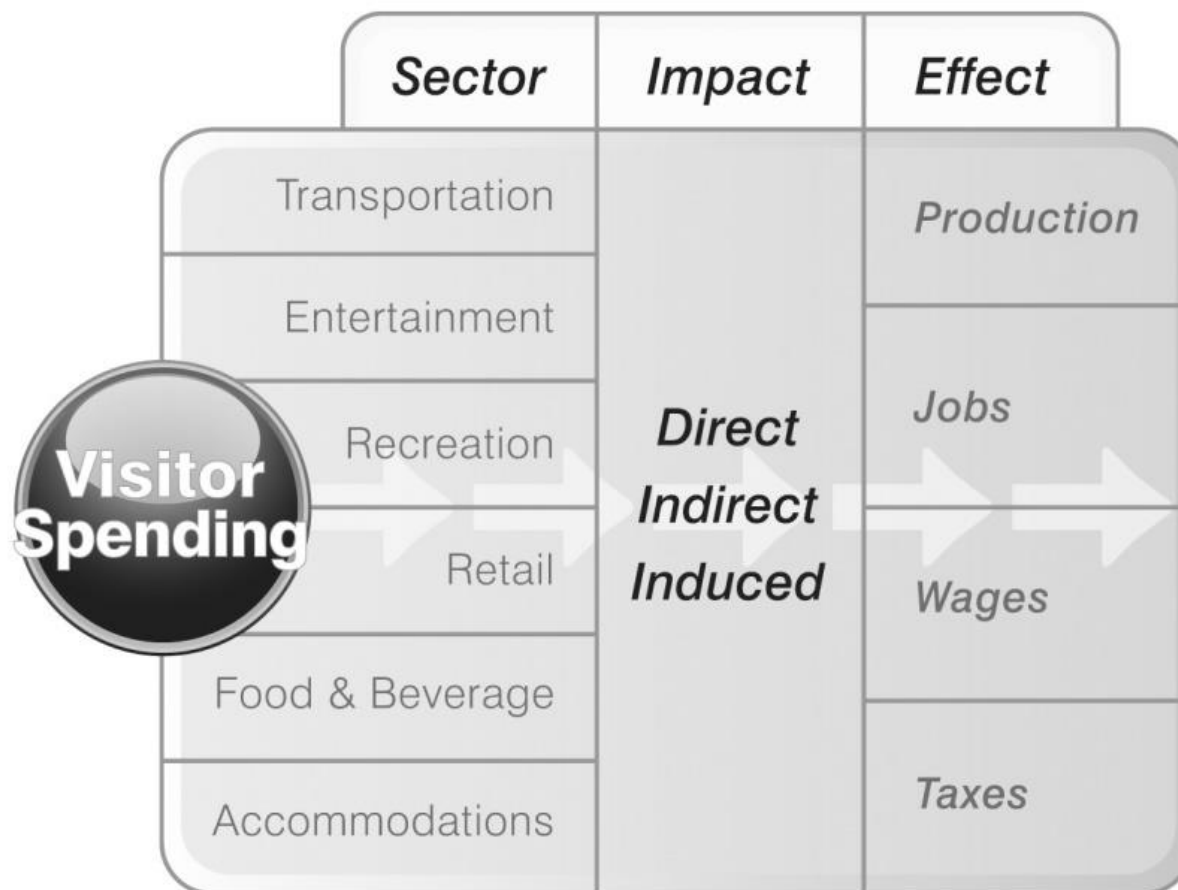 Sector
Impact
Effect
Transportation
Entertainment
Recreation
Retail
Food & Beverage
Accommodations
Visitor
Spending
Direct
Indirect
Induced
Production
Jobs
Wages
Taxes